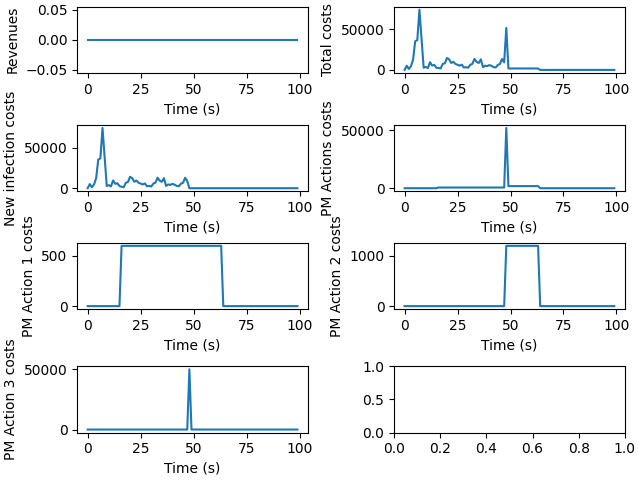 Revenues
0.05
0.00
−0.05
0 25 50 75 100
Time (s)
Total costs
50000
0
0 25 50 75 100
Time (s)
New infection costs
50000
0
0 25 50 75 100
Time (s)
PM Actions costs
50000
0
0 25 50 75 100
Time (s)
PM Action 1 costs
500
0
0 25 50 75 100
Time (s)
PM Action 2 costs
1000
0
0 25 50 75 100
Time (s)
PM Action 3 costs
50000
0
0 25 50 75 100
Time (s)
1.0
0.5
0.0
0.0 0.2 0.4 0.6 0.8 1.0